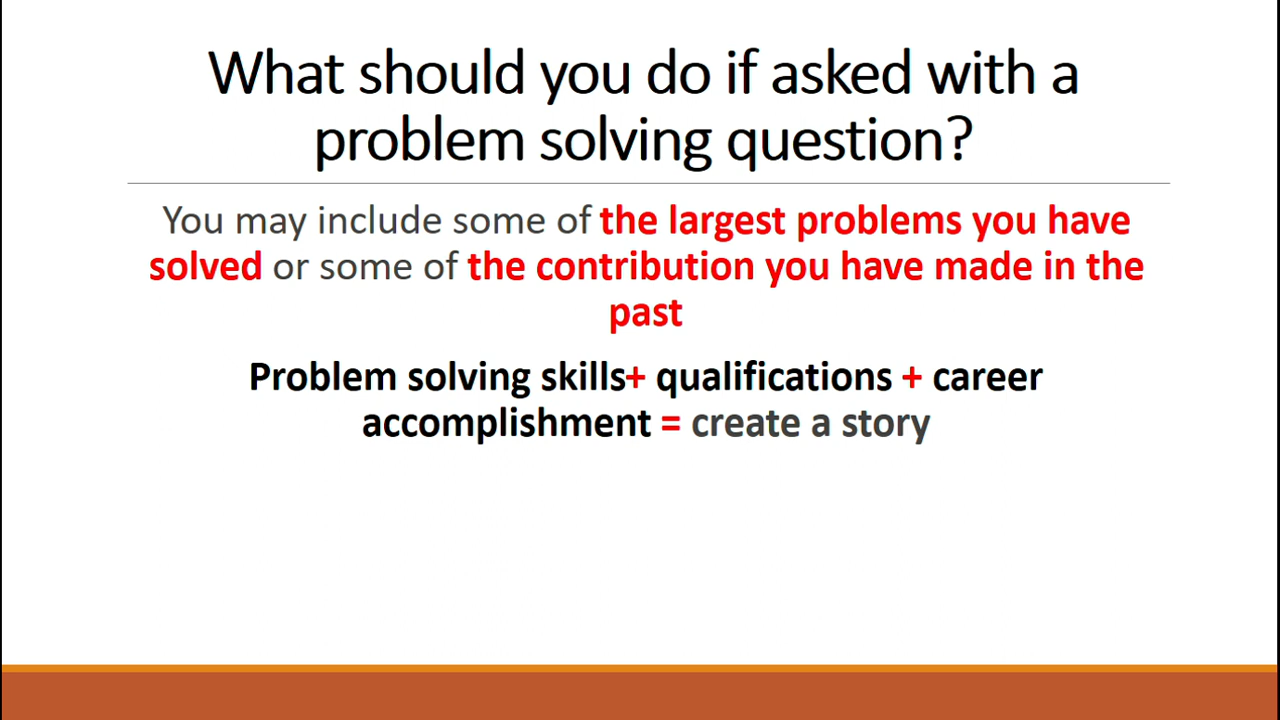 What should you do if asked with a
problem solving question?
You may include some of the largest problems you have
solved or some of the contribution you have made in the
past
Problem solving skills+ qualifications + career
accomplishment = create a story